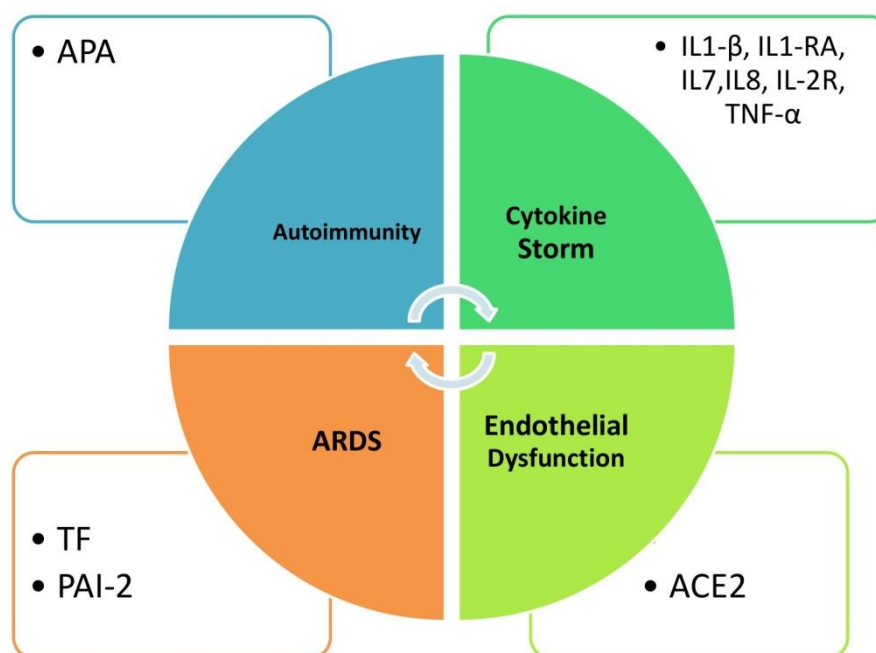 • APA
• IL1-β, IL1-RA,
IL7,IL8, IL-2R,
TNF-α
Autoimmunity
Cytokine
Storm
ARDS
Endothelial
Dysfunction
• TF
• PAI-2
• ACE2